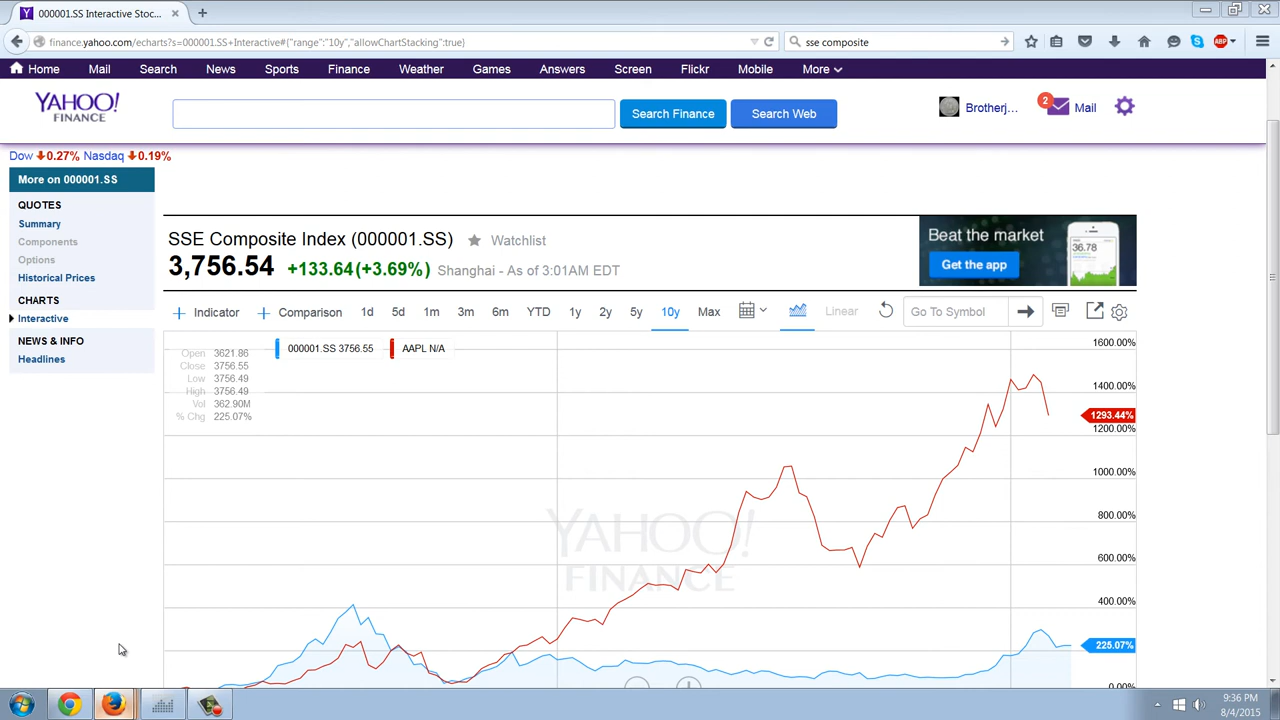 000001.SS Interactive Stoc...
finance.yahoo.com/echarts?s=000001.SS+Interactive#{"range":"10y","allowChartStacking":true}
sse composite
ABP
Home Mail Search News Sports Finance Weather Games Answers Screen Flickr Mobile More
YAHOO!
FINANCE
Search Finance
Search Web
Brotherj...
2
Mail
Dow 0.27% Nasdaq 0.19%
More on 000001.SS
QUOTES
Summary
Components
Options
Historical Prices
CHARTS
Interactive
NEWS & INFO
Headlines
SSE Composite Index (000001.SS) Watchlist
3,756.54 +133.64(+3.69%) Shanghai - As of 3:01AM EDT
Beat the market
Get the app
36.78
Indicator Comparison 1d 5d 1m 3m 6m YTD 1y 2y 5y 10y Max Linear Go To Symbol
000001.SS 3756.55 AAPL N/A
Open 3621.86
Close 3756.55
Low 3756.49
High 3756.49
Vol 362.90M
% Chg 225.07%
1600.00%
1400.00%
1293.44%
1200.00%
1000.00%
800.00%
600.00%
400.00%
225.07%
0.00%
YAHOO!
FINANCE
9:36 PM
8/4/2015